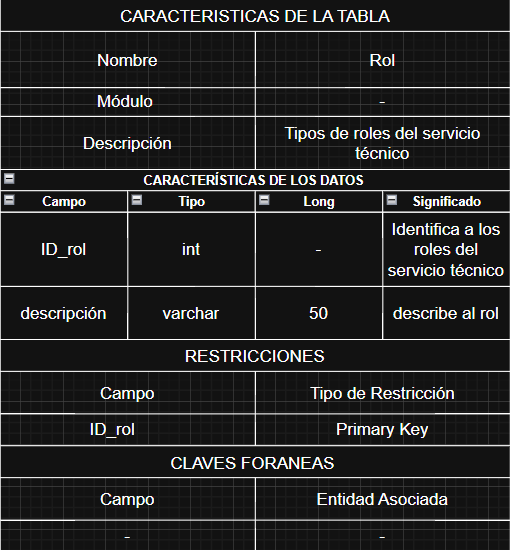 CARACTERISTICAS DE LA TABLA
Nombre Rol
Módulo -
Descripción Tipos de roles del servicio
técnico
CARACTERÍSTICAS DE LOS DATOS
Campo Tipo Long Significado
ID_rol int - Identifica a los
roles del
servicio técnico
descripción varchar 50 describe al rol
RESTRICCIONES
Campo Tipo de Restricción
ID_rol Primary Key
CLAVES FORANEAS
Campo Entidad Asociada
- -